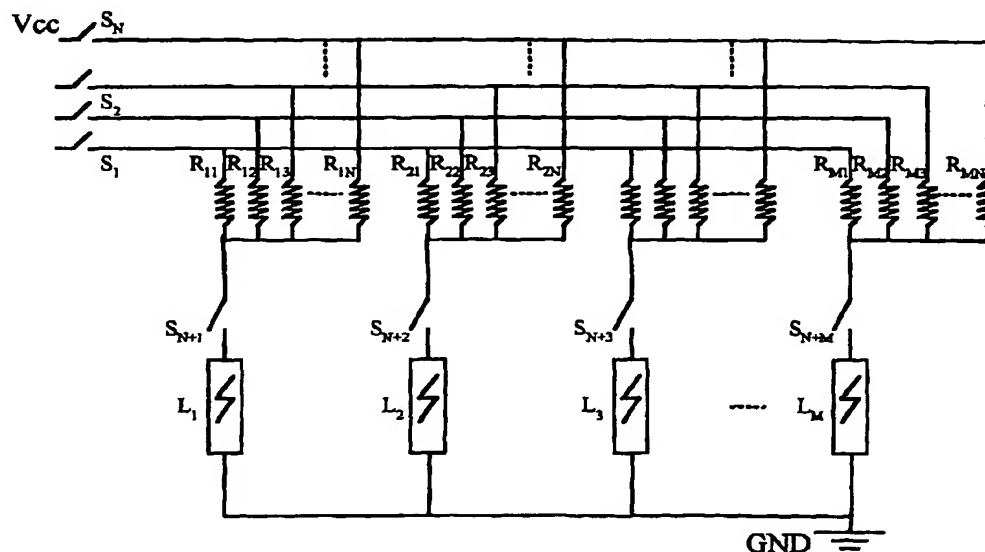 Vcc S_N
S_2
S_1
R_11 R_12 R_13 R_1N R_21 R_22 R_23 R_2N R_M1 R_M2 R_M3 R_MN
S_N+1 S_N+2 S_N+3 S_N+M
L_1 L_2 L_3 L_M
GND